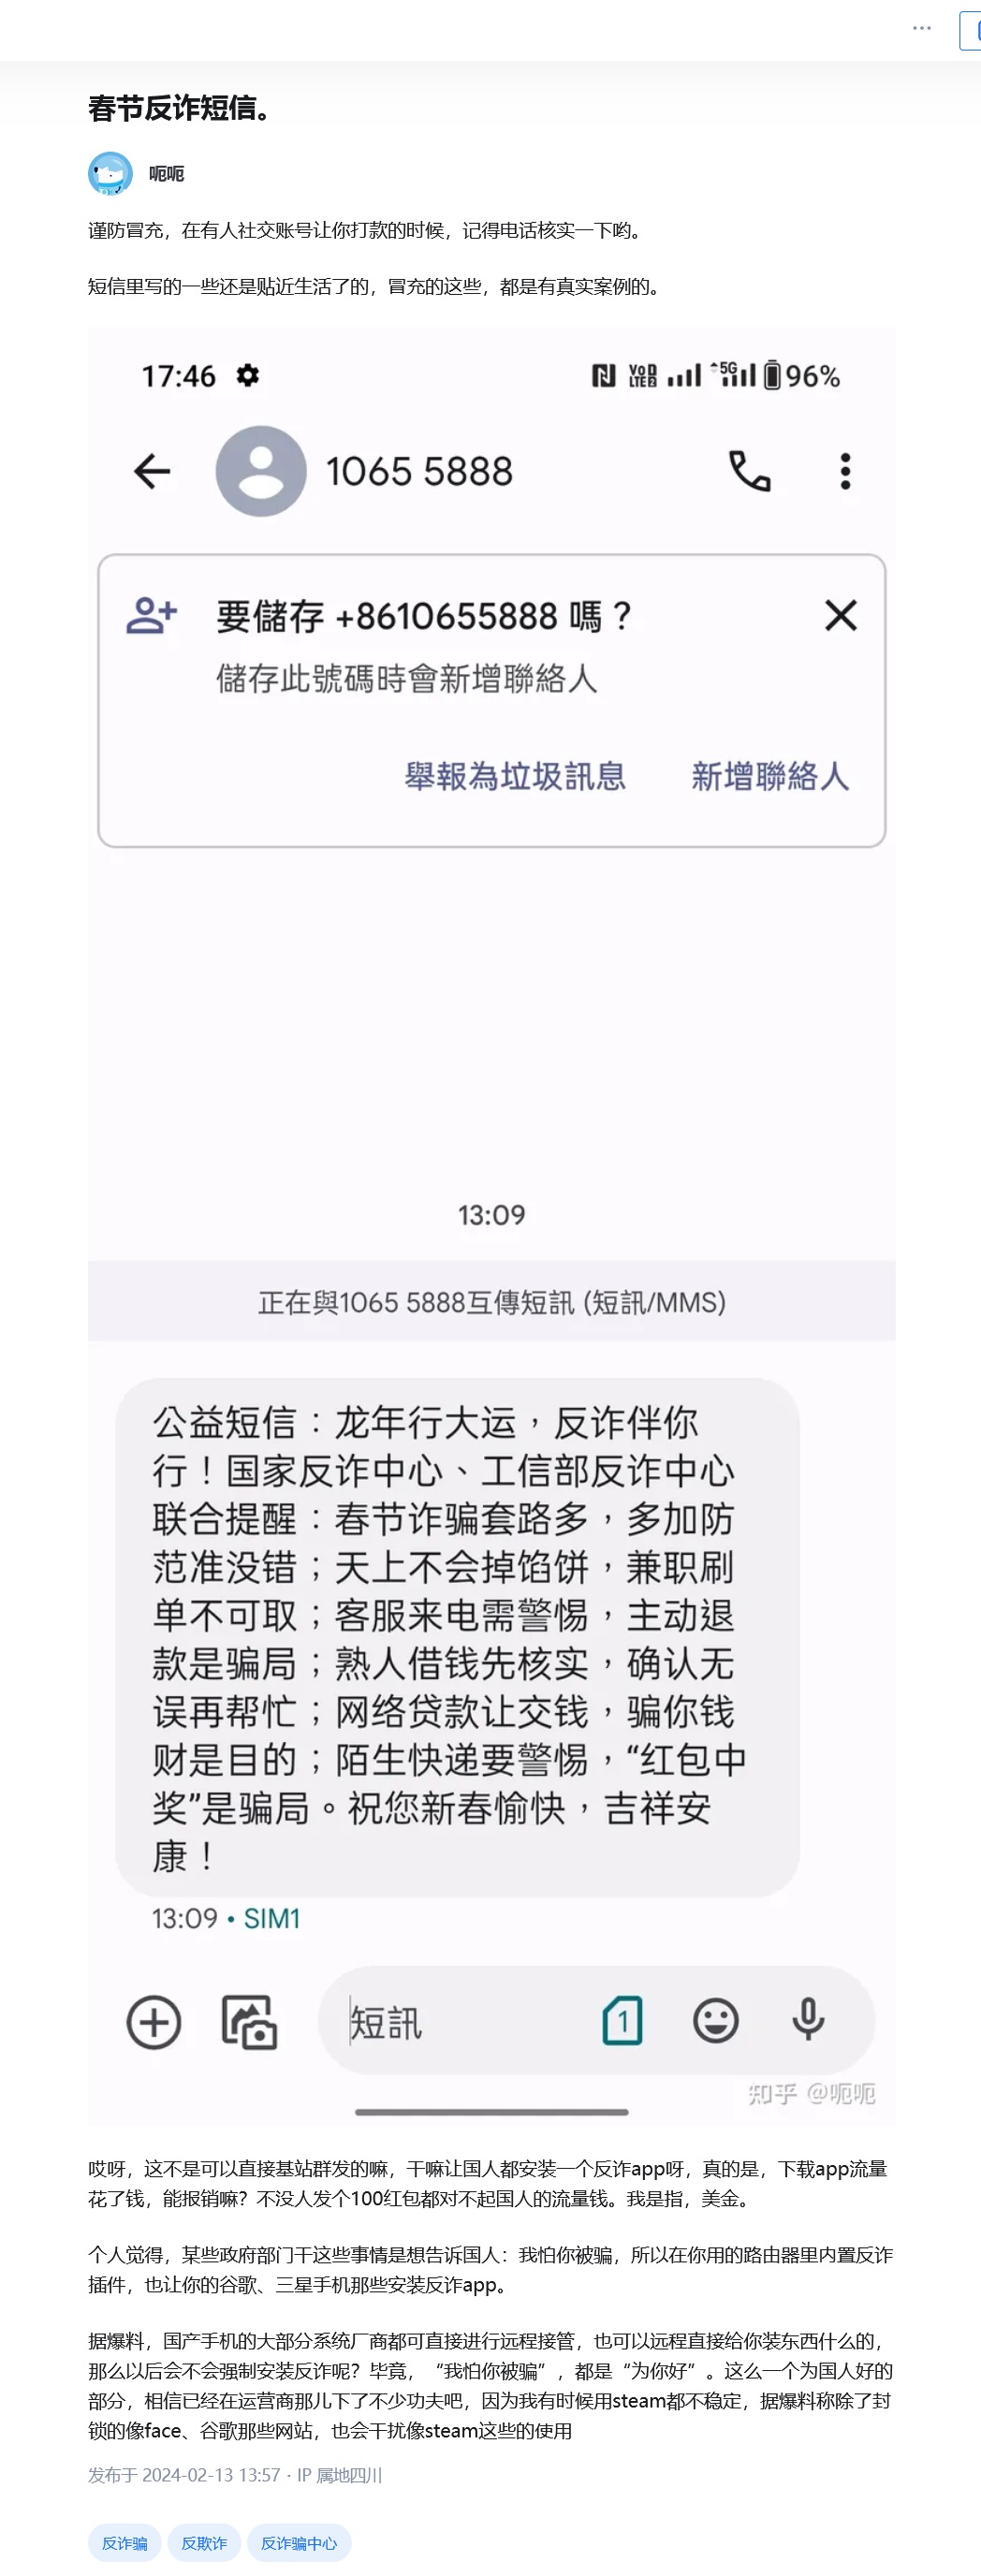 春节反诈短信。
呃呃
谨防冒充，在有人社交账号让你打款的时候，记得电话核实一下哟。
短信里写的一些还是贴近生活了的，冒充的这些，都是有真实案例的。
17:46
VoD LTE2 5G 96%
1065 5888
要儲存 +8610655888 嗎？
儲存此號碼時會新增聯絡人
舉報為垃圾訊息 新增聯絡人
13:09
正在與1065 5888互傳短訊 (短訊/MMS)
公益短信：龙年行大运，反诈伴你
行！国家反诈中心、工信部反诈中心
联合提醒：春节诈骗套路多，多加防
范准没错；天上不会掉馅饼，兼职刷
单不可取；客服来电需警惕，主动退
款是骗局；熟人借钱先核实，确认无
误再帮忙；网络贷款让交钱，骗你钱
财是目的；陌生快递要警惕，“红包中
奖”是骗局。祝您新春愉快，吉祥安
康！
13:09 • SIM1
短訊
1
知乎 @呃呃
哎呀，这不是可以直接基站群发的嘛，干嘛让国人都安装一个反诈app呀，真的是，下载app流量
花了钱，能报销嘛？不没人发个100红包都对不起国人的流量钱。我是指，美金。
个人觉得，某些政府部门干这些事情是想告诉国人：我怕你被骗，所以在你用的路由器里内置反诈
插件，也让你的谷歌、三星手机那些安装反诈app。
据爆料，国产手机的大部分系统厂商都可直接进行远程接管，也可以远程直接给你装东西什么的，
那么以后会不会强制安装反诈呢？毕竟，“我怕你被骗”，都是“为你好”。这么一个为国人好的
部分，相信已经在运营商那儿下了不少功夫吧，因为我有时候用steam都不稳定，据爆料称除了封
锁的像face、谷歌那些网站，也会干扰像steam这些的使用
发布于 2024-02-13 13:57 · IP 属地四川
反诈骗 反欺诈 反诈骗中心